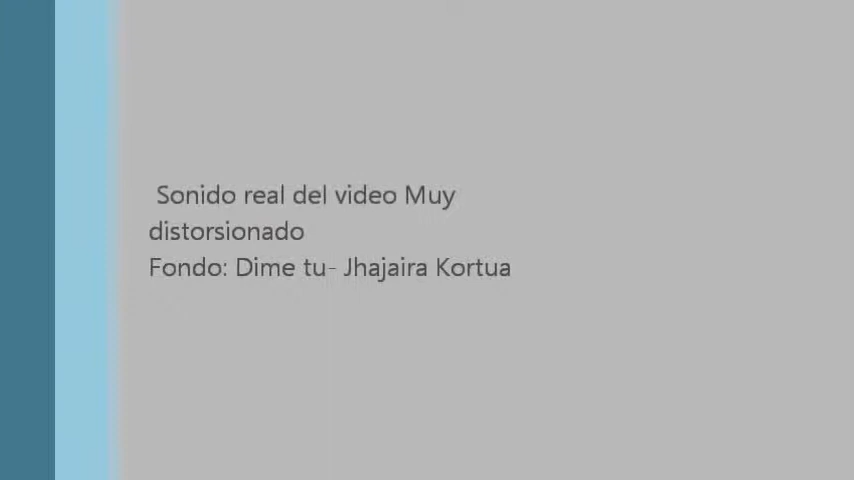 Sonido real del video Muy
distorsionado
Fondo: Dime tu- Jhajaira Kortua